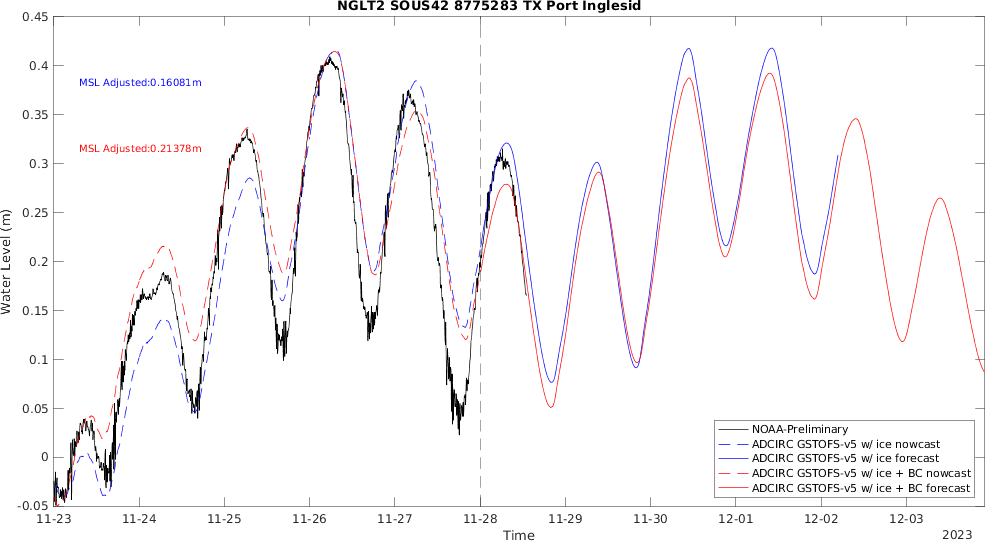 NGLT2 SOUS42 8775283 TX Port Inglesid
0.45
0.4
0.35
0.3
0.25
0.2
0.15
0.1
0.05
0
-0.05
Water Level (m)
MSL Adjusted:0.16081m
MSL Adjusted:0.21378m
NOAA-Preliminary
ADCIRC GSTOFS-v5 w/ ice nowcast
ADCIRC GSTOFS-v5 w/ ice forecast
ADCIRC GSTOFS-v5 w/ ice + BC nowcast
ADCIRC GSTOFS-v5 w/ ice + BC forecast
11-23 11-24 11-25 11-26 11-27 11-28 11-29 11-30 12-01 12-02 12-03
Time
2023